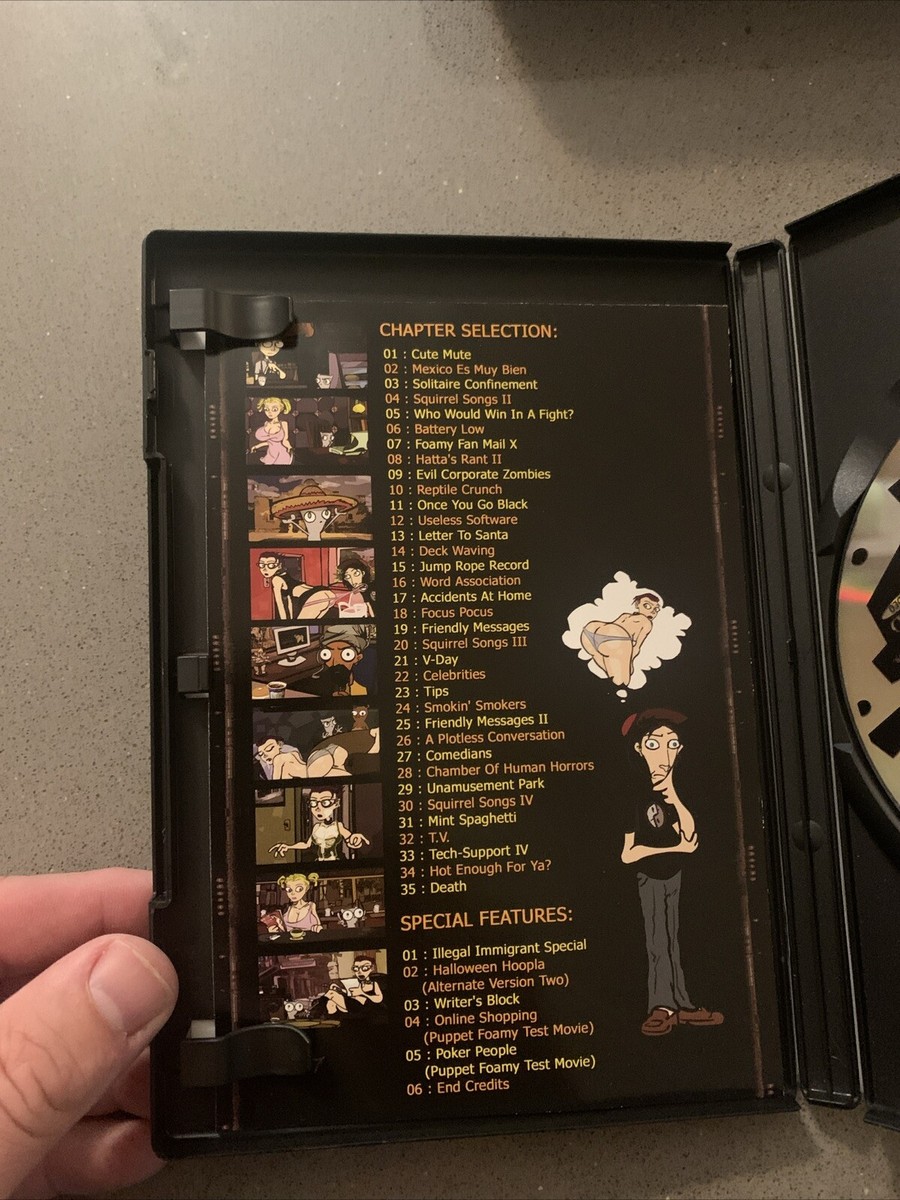 CHAPTER SELECTION:
01 : Cute Mute
02 : Mexico Es Muy Bien
03 : Solitaire Confinement
04 : Squirrel Songs II
05 : Who Would Win In A Fight?
06 : Battery Low
07 : Foamy Fan Mail X
08 : Hatta's Rant II
09 : Evil Corporate Zombies
10 : Reptile Crunch
11 : Once You Go Black
12 : Useless Software
13 : Letter To Santa
14 : Deck Waving
15 : Jump Rope Record
16 : Word Association
17 : Accidents At Home
18 : Focus Pocus
19 : Friendly Messages
20 : Squirrel Songs III
21 : V-Day
22 : Celebrities
23 : Tips
24 : Smokin' Smokers
25 : Friendly Messages II
26 : A Plotless Conversation
27 : Comedians
28 : Chamber Of Human Horrors
29 : Unamusement Park
30 : Squirrel Songs IV
31 : Mint Spaghetti
32 : T.V.
33 : Tech-Support IV
34 : Hot Enough For Ya?
35 : Death
SPECIAL FEATURES:
01 : Illegal Immigrant Special
02 : Halloween Hoopla
(Alternate Version Two)
03 : Writer's Block
04 : Online Shopping
(Puppet Foamy Test Movie)
05 : Poker People
(Puppet Foamy Test Movie)
06 : End Credits